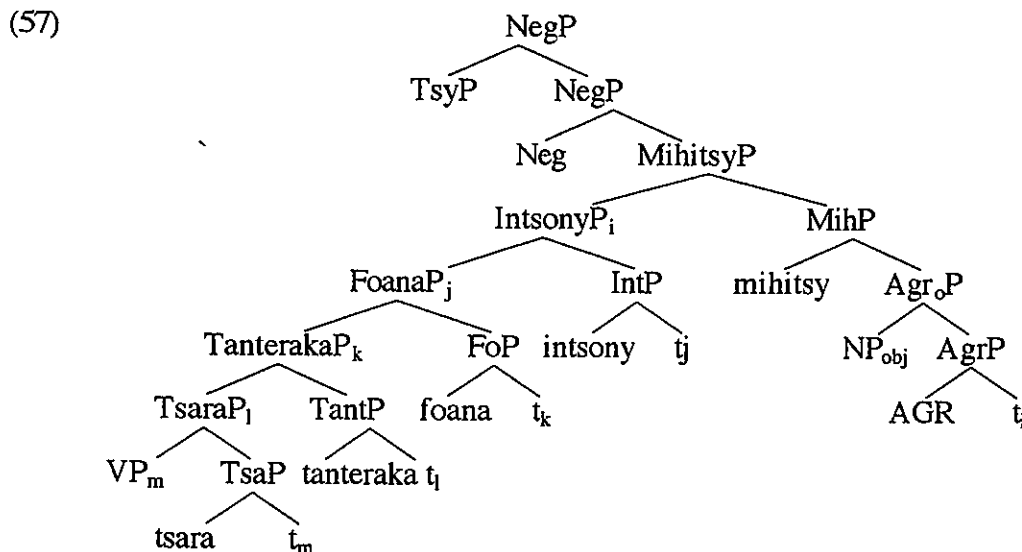 (57) NegP
TsyP NegP
Neg MihitsyP
IntsonyPᵢ MihP
FoanaPⱼ IntP mihitsy AgrₒP
TanterakaPₖ FoP intsony tj NPₒbⱼ AgrP
TsaraPₗ TantP foana tₖ AGR tᵢ
VPₘ TsaP tanteraka tₗ
tsara tₘ